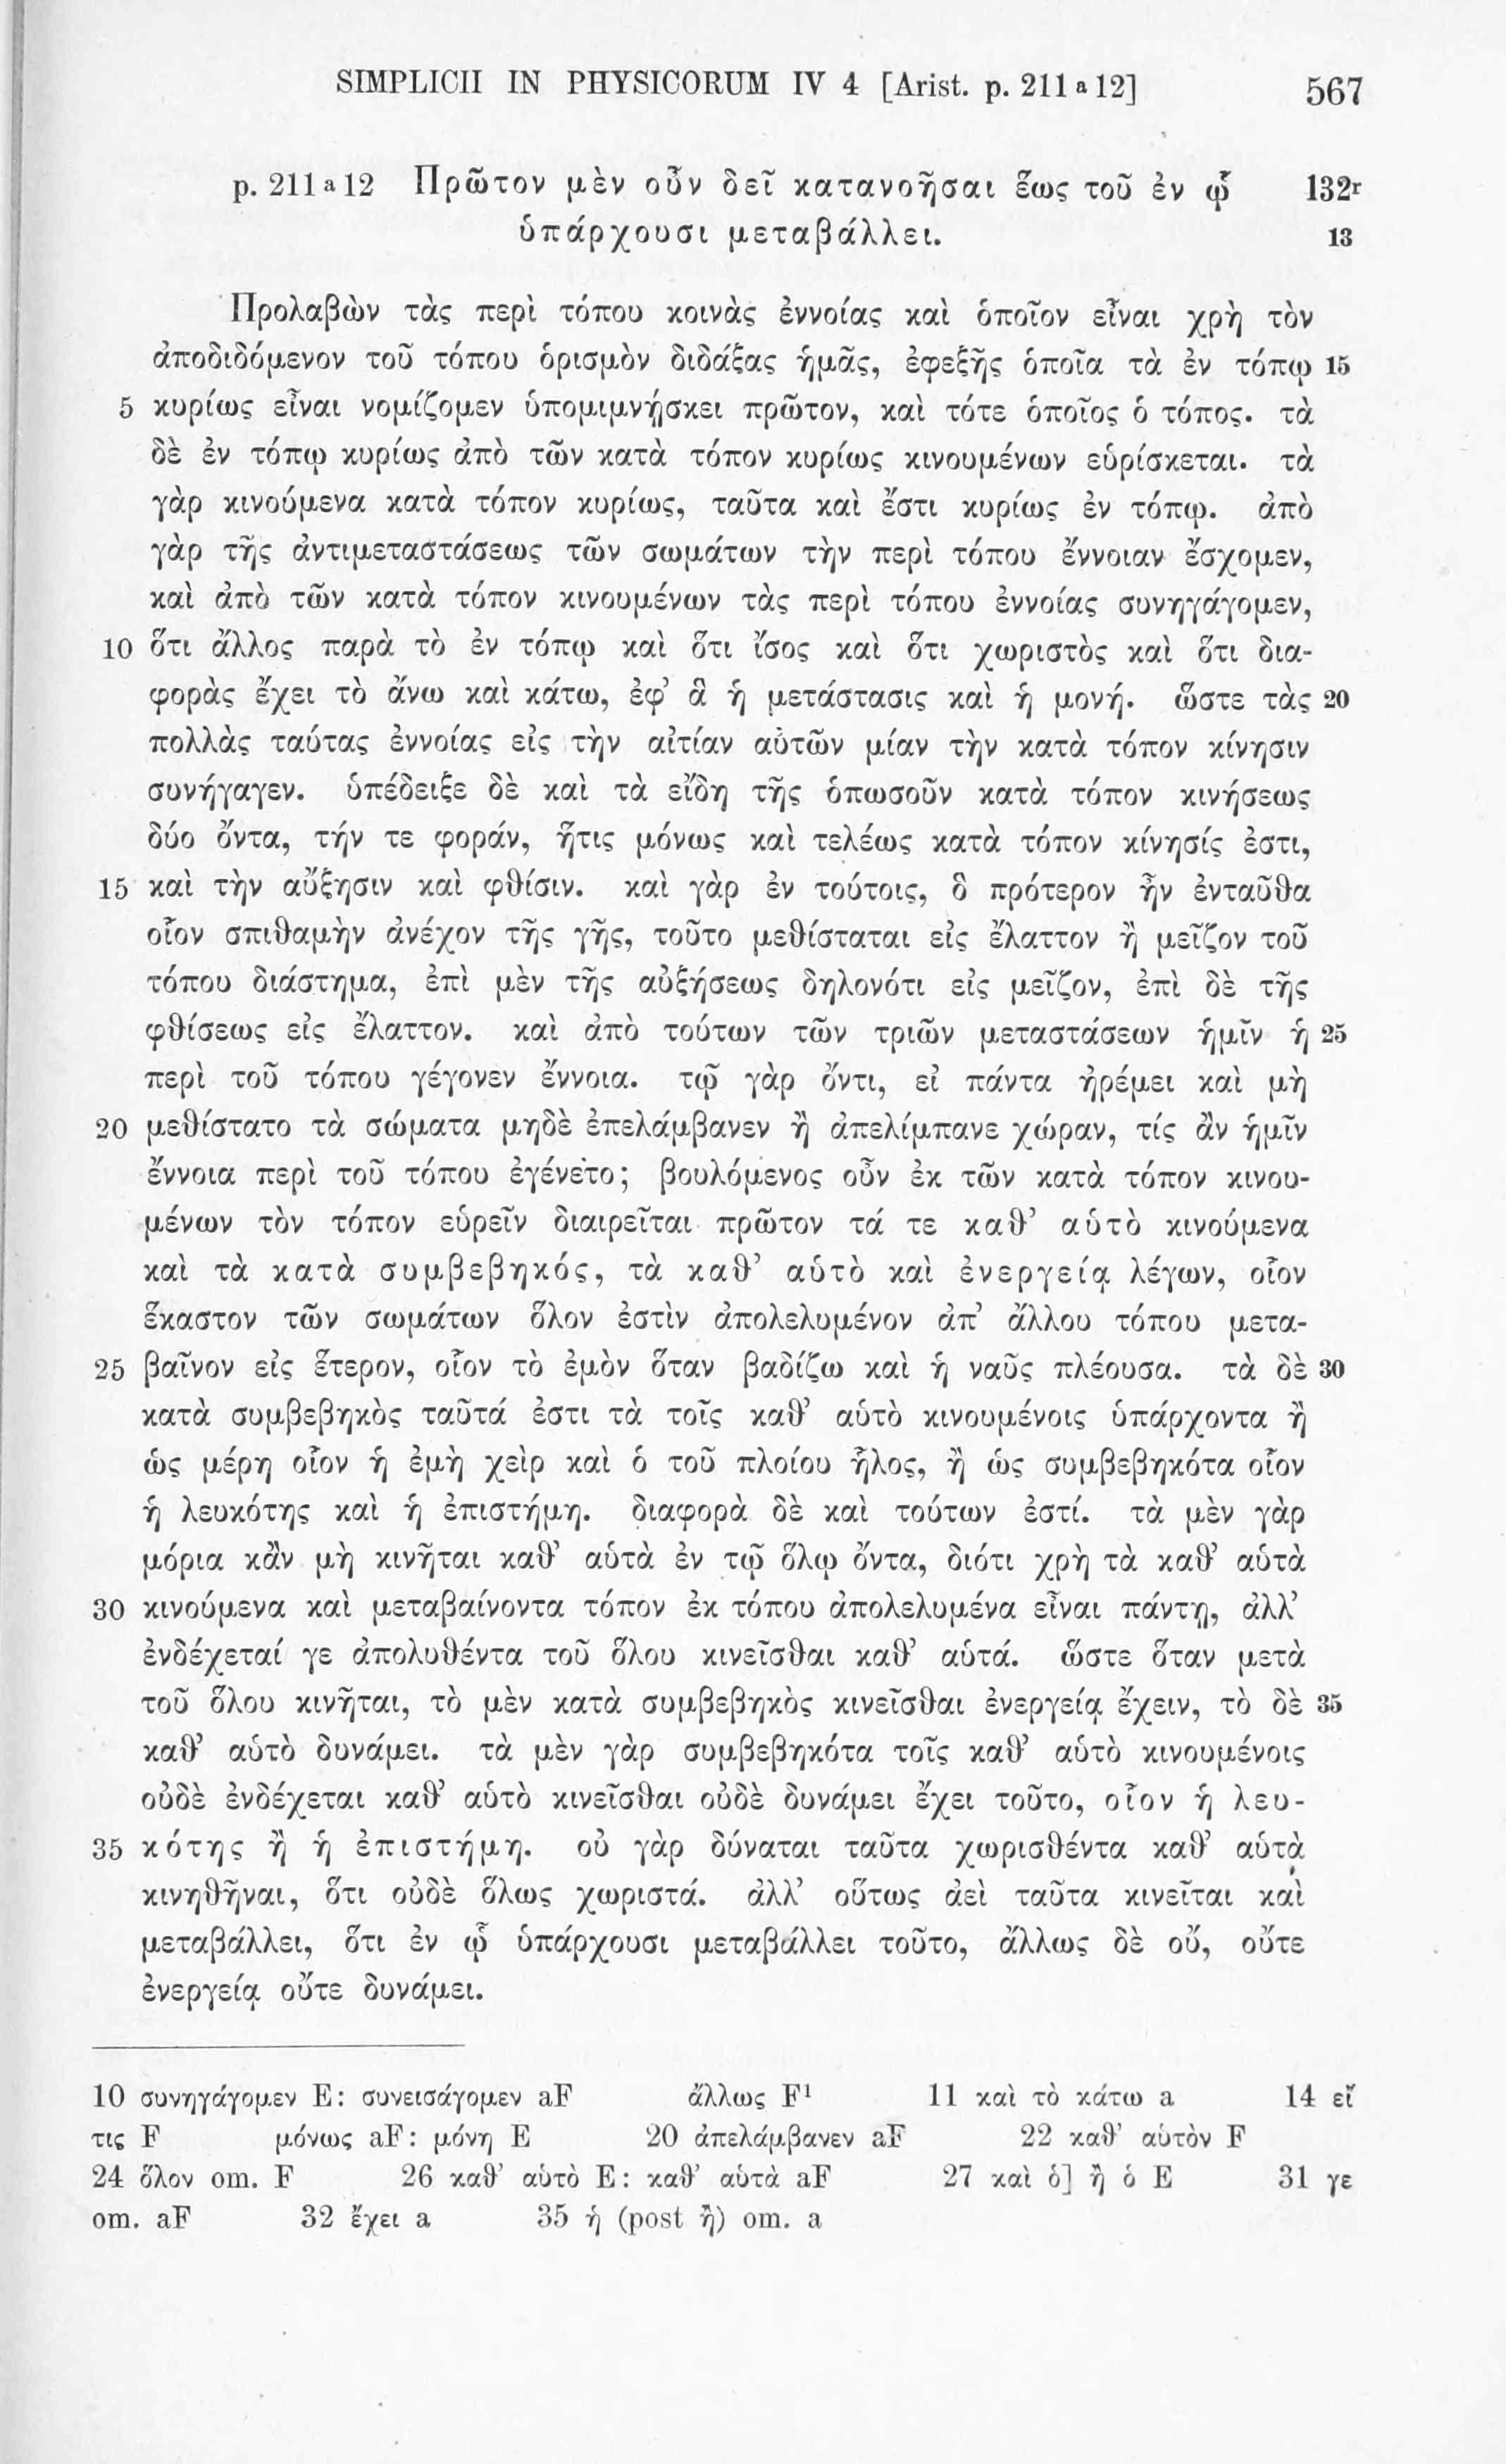 SIMPLICII IN PHYSICORUM IV 4 [Arist. p. 211 a 12] 567
p. 211 a 12 Πρῶτον μὲν οὖν δεῖ κατανοῆσαι ἕως τοῦ ἐν ᾧ 132r
ὑπάρχουσι μεταβάλλει. 13
Προλαβὼν τὰς περὶ τόπου κοινὰς ἐννοίας καὶ ὁποῖον εἶναι χρὴ τὸν
ἀποδιδόμενον τοῦ τόπου ὁρισμὸν διδάξας ἡμᾶς, ἐφεξῆς ὁποῖα τὰ ἐν τόπῳ 15
5 κυρίως εἶναι νομίζομεν ὑπομιμνῄσκει πρῶτον, καὶ τότε ὁποῖος ὁ τόπος. τὰ
δὲ ἐν τόπῳ κυρίως ἀπὸ τῶν κατὰ τόπον κυρίως κινουμένων εὑρίσκεται. τὰ
γὰρ κινούμενα κατὰ τόπον κυρίως, ταῦτα καὶ ἔστι κυρίως ἐν τόπῳ. ἀπὸ
γὰρ τῆς ἀντιμεταστάσεως τῶν σωμάτων τὴν περὶ τόπου ἔννοιαν ἔσχομεν,
καὶ ἀπὸ τῶν κατὰ τόπον κινουμένων τὰς περὶ τόπου ἐννοίας συνηγάγομεν,
10 ὅτι ἄλλος παρὰ τὸ ἐν τόπῳ καὶ ὅτι ἴσος καὶ ὅτι χωριστὸς καὶ ὅτι δια-
φορὰς ἔχει τὸ ἄνω καὶ κάτω, ἐφ’ ἃ ἡ μετάστασις καὶ ἡ μονή. ὥστε τὰς 20
πολλὰς ταύτας ἐννοίας εἰς τὴν αἰτίαν αὐτῶν μίαν τὴν κατὰ τόπον κίνησιν
συνήγαγεν. ὑπέδειξε δὲ καὶ τὰ εἴδη τῆς ὁπωσοῦν κατὰ τόπον κινήσεως
δύο ὄντα, τήν τε φοράν, ἥτις μόνως καὶ τελέως κατὰ τόπον κίνησίς ἐστι,
15 καὶ τὴν αὔξησιν καὶ φθίσιν. καὶ γὰρ ἐν τούτοις, ὃ πρότερον ἦν ἐνταῦθα
οἷον σπιθαμὴν ἀνέχον τῆς γῆς, τοῦτο μεθίσταται εἰς ἔλαττον ἢ μεῖζον τοῦ
τόπου διάστημα, ἐπὶ μὲν τῆς αὐξήσεως δηλονότι εἰς μεῖζον, ἐπὶ δὲ τῆς
φθίσεως εἰς ἔλαττον. καὶ ἀπὸ τούτων τῶν τριῶν μεταστάσεων ἡμῖν ἡ 25
περὶ τοῦ τόπου γέγονεν ἔννοια. τῷ γὰρ ὄντι, εἰ πάντα ἠρέμει καὶ μὴ
20 μεθίστατο τὰ σώματα μηδὲ ἐπελάμβανεν ἢ ἀπελίμπανε χώραν, τίς ἂν ἡμῖν
ἔννοια περὶ τοῦ τόπου ἐγένετο; βουλόμενος οὖν ἐκ τῶν κατὰ τόπον κινου-
μένων τὸν τόπον εὑρεῖν διαιρεῖται πρῶτον τά τε καθ’ αὑτὸ κινούμενα
καὶ τὰ κατὰ συμβεβηκός, τὰ καθ’ αὑτὸ καὶ ἐνεργείᾳ λέγων, οἷον
ἕκαστον τῶν σωμάτων ὅλον ἐστὶν ἀπολελυμένον ἀπ’ ἄλλου τόπου μετα-
25 βαῖνον εἰς ἕτερον, οἷον τὸ ἐμὸν ὅταν βαδίζω καὶ ἡ ναῦς πλέουσα. τὰ δὲ 30
κατὰ συμβεβηκὸς ταῦτά ἐστι τὰ τοῖς καθ’ αὑτὸ κινουμένοις ὑπάρχοντα ἢ
ὡς μέρη οἷον ἡ ἐμὴ χεὶρ καὶ ὁ τοῦ πλοίου ἧλος, ἢ ὡς συμβεβηκότα οἷον
ἡ λευκότης καὶ ἡ ἐπιστήμη. διαφορὰ δὲ καὶ τούτων ἐστί. τὰ μὲν γὰρ
μόρια κἂν μὴ κινῆται καθ’ αὑτὰ ἐν τῷ ὅλῳ ὄντα, διότι χρὴ τὰ καθ’ αὑτὰ
30 κινούμενα καὶ μεταβαίνοντα τόπον ἐκ τόπου ἀπολελυμένα εἶναι πάντῃ, ἀλλ’
ἐνδέχεταί γε ἀπολυθέντα τοῦ ὅλου κινεῖσθαι καθ’ αὑτά. ὥστε ὅταν μετὰ
τοῦ ὅλου κινῆται, τὸ μὲν κατὰ συμβεβηκὸς κινεῖσθαι ἐνεργείᾳ ἔχειν, τὸ δὲ 35
καθ’ αὑτὸ δυνάμει. τὰ μὲν γὰρ συμβεβηκότα τοῖς καθ’ αὑτὸ κινουμένοις
οὐδὲ ἐνδέχεται καθ’ αὑτὸ κινεῖσθαι οὐδὲ δυνάμει ἔχει τοῦτο, οἷον ἡ λευ-
35 κότης ἢ ἡ ἐπιστήμη. οὐ γὰρ δύναται ταῦτα χωρισθέντα καθ’ αὑτὰ
κινηθῆναι, ὅτι οὐδὲ ὅλως χωριστά. ἀλλ’ οὕτως ἀεὶ ταῦτα κινεῖται καὶ
μεταβάλλει, ὅτι ἐν ᾧ ὑπάρχουσι μεταβάλλει τοῦτο, ἄλλως δὲ οὔ, οὔτε
ἐνεργείᾳ οὔτε δυνάμει.
10 συνηγάγομεν E: συνεισάγομεν aF ἄλλως F¹ 11 καὶ τὸ κάτω a 14 εἴ
τις F μόνως aF: μόνη E 20 ἀπελάμβανεν aF 22 καθ’ αὑτὸν F
24 ὅλον om. F 26 καθ’ αὑτὸ E: καθ’ αὑτὰ aF 27 καὶ ὁ] ἢ ὁ E 31 γε
om. aF 32 ἔχει a 35 ἡ (post ἢ) om. a